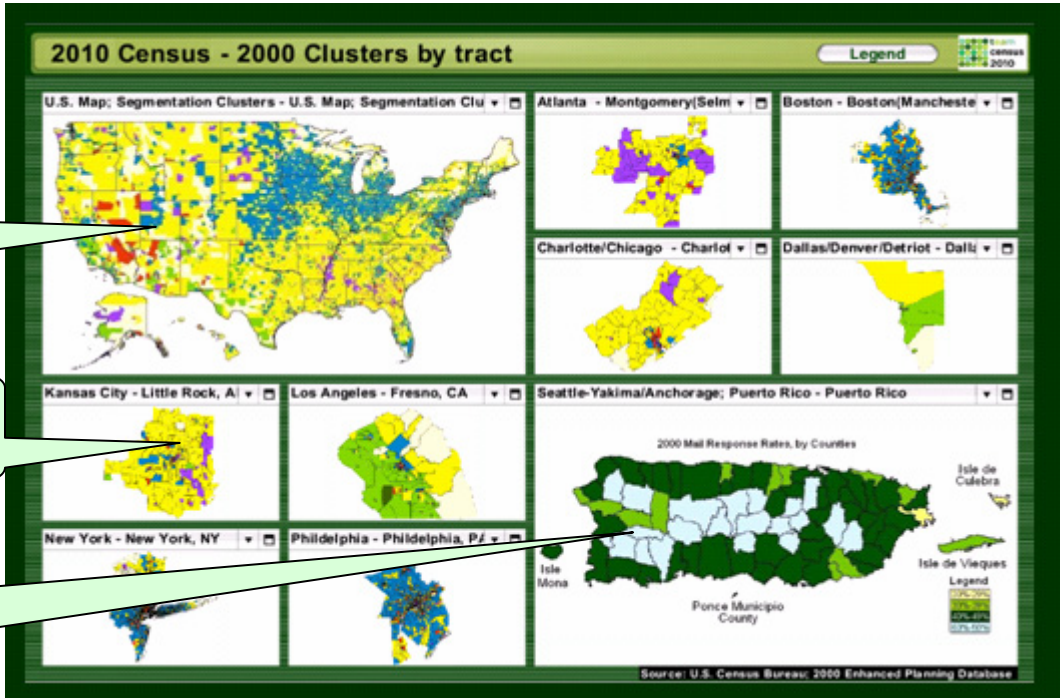 2010 Census - 2000 Clusters by tract
Legend
census
2010
U.S. Map; Segmentation Clusters - U.S. Map; Segmentation Clu
Atlanta - Montgomery(Selm
Boston - Boston(Mancheste
Charlotte/Chicago - Charlot
Dallas/Denver/Detriot - Dall
Kansas City - Little Rock, A
Los Angeles - Fresno, CA
Seattle-Yakima/Anchorage; Puerto Rico - Puerto Rico
2000 Mail Response Rates, by Counties
Isle de
Culebra
Isle de Vieques
Isle
Mona
Ponce Municipio
County
Legend
New York - New York, NY
Phildelphia - Phildelphia, PA
Source: U.S. Census Bureau; 2000 Enhanced Planning Database